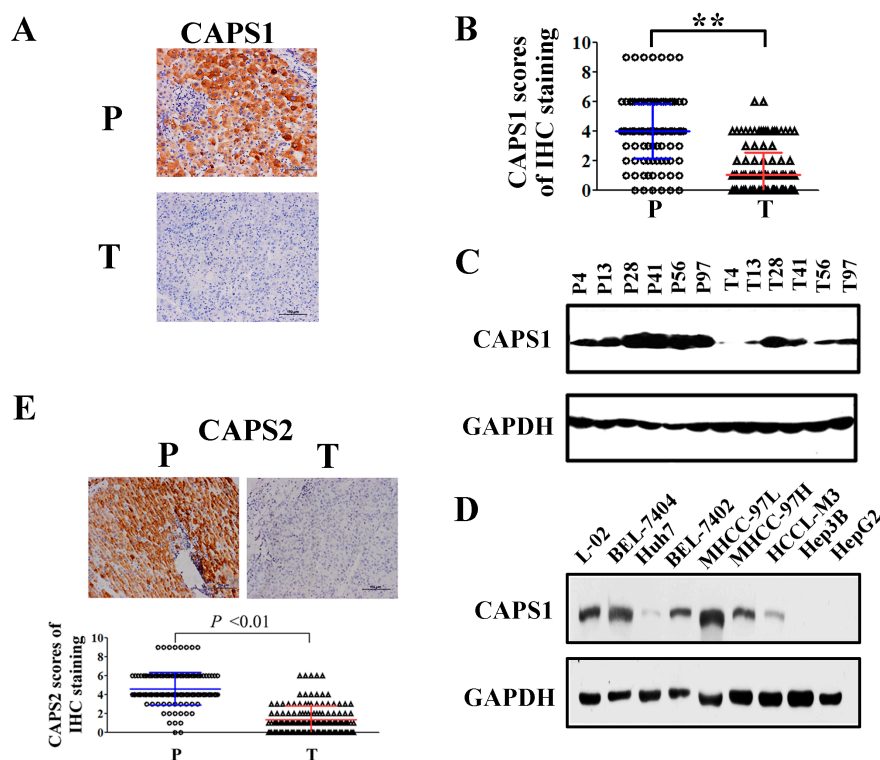 A
CAPS1
P
T
B
**
CAPS1 scores
of IHC staining
10
8
6
4
2
0
P
T
C
P4
P13
P28
P41
P56
P97
T4
T13
T28
T41
T56
T97
CAPS1
GAPDH
D
L-02
BEL-7404
Huh7
BEL-7402
MHCC-97L
MHCC-97H
HCCL-M3
Hep3B
HepG2
CAPS1
GAPDH
E
CAPS2
P
T
P <0.01
CAPS2 scores of
IHC staining
10
8
6
4
2
0
P
T